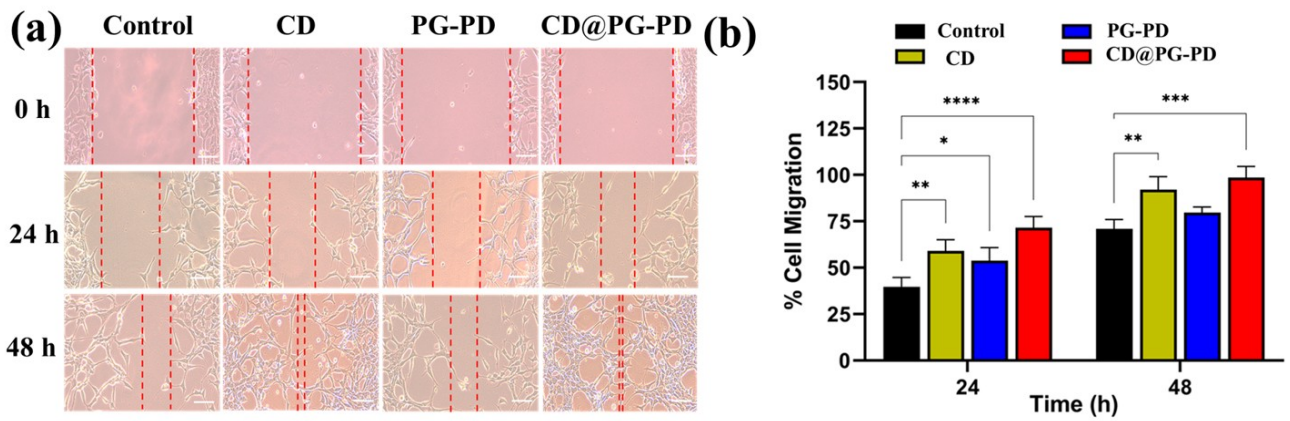 (a) Control CD PG-PD CD@PG-PD
0 h
24 h
48 h
(b)
Control PG-PD
CD CD@PG-PD
% Cell Migration
150
125
100
75
50
25
0
**
*
****
**
***
24 48
Time (h)